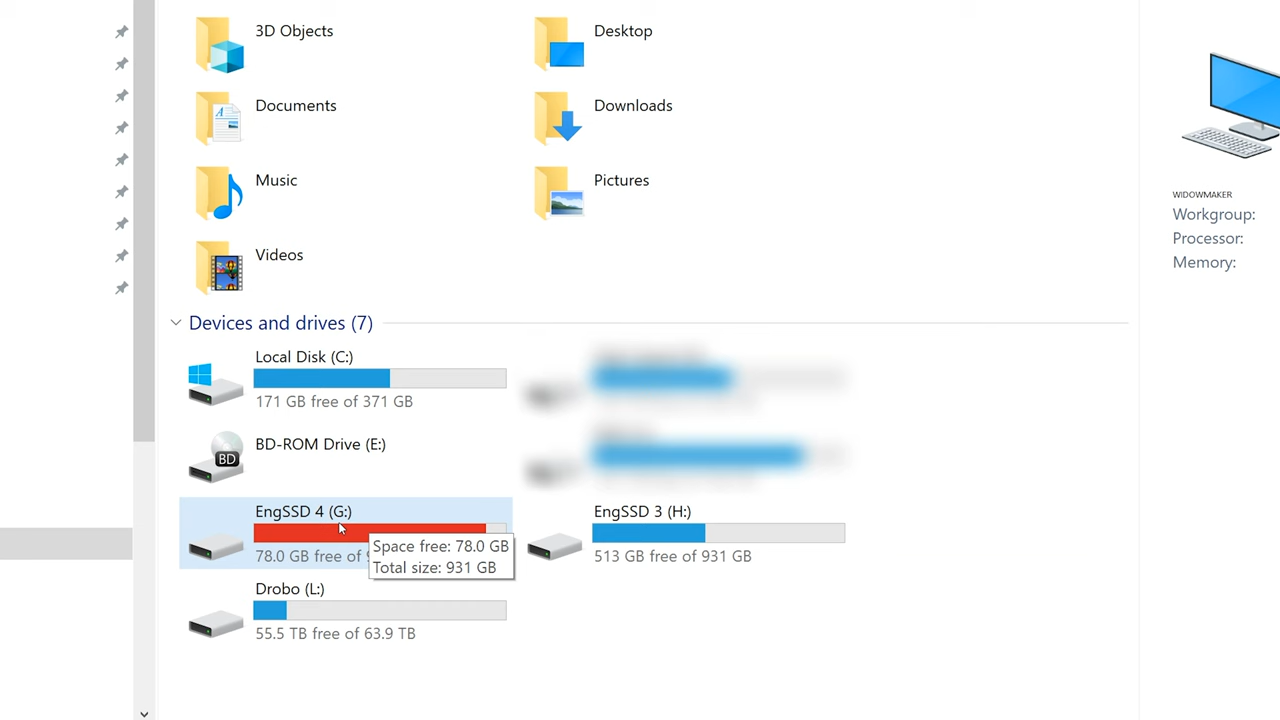 3D Objects
Desktop
Documents
Downloads
Music
Pictures
Videos
WIDOWMAKER
Workgroup:
Processor:
Memory:
Devices and drives (7)
Local Disk (C:)
171 GB free of 371 GB
BD-ROM Drive (E:)
BD
EngSSD 4 (G:)
78.0 GB free of
Space free: 78.0 GB
Total size: 931 GB
EngSSD 3 (H:)
513 GB free of 931 GB
Drobo (L:)
55.5 TB free of 63.9 TB